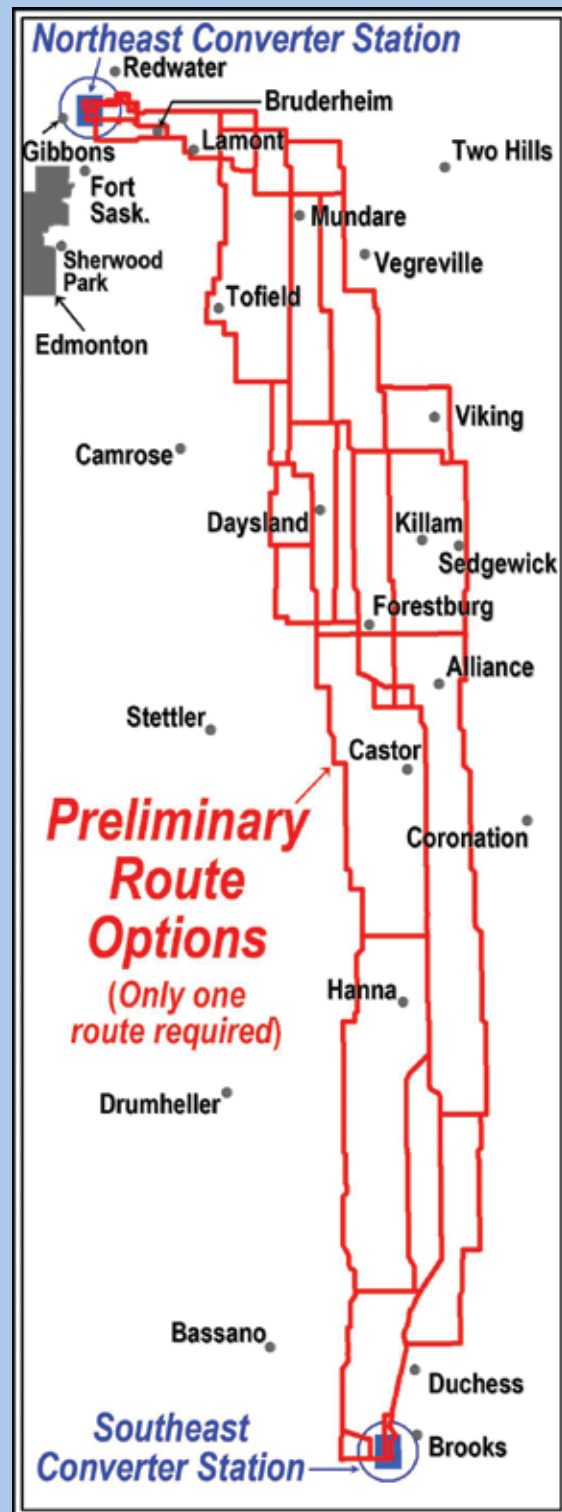 Northeast Converter Station
Redwater
Bruderheim
Gibbons
Lamont
Two Hills
Fort
Sask.
Mundare
Sherwood
Park
Vegreville
Tofield
Edmonton
Viking
Camrose
Daysland
Killam
Sedgewick
Forestburg
Alliance
Stettler
Castor
Preliminary
Route
Options
(Only one
route required)
Coronation
Hanna
Drumheller
Bassano
Duchess
Southeast
Converter Station
Brooks